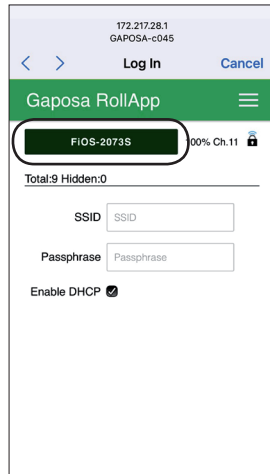 172.217.28.1
GAPOSA-c045
Log In
Cancel
Gaposa RollApp
FiOS-2073S
100% Ch.11
Total:9 Hidden:0
SSID
SSID
Passphrase
Passphrase
Enable DHCP